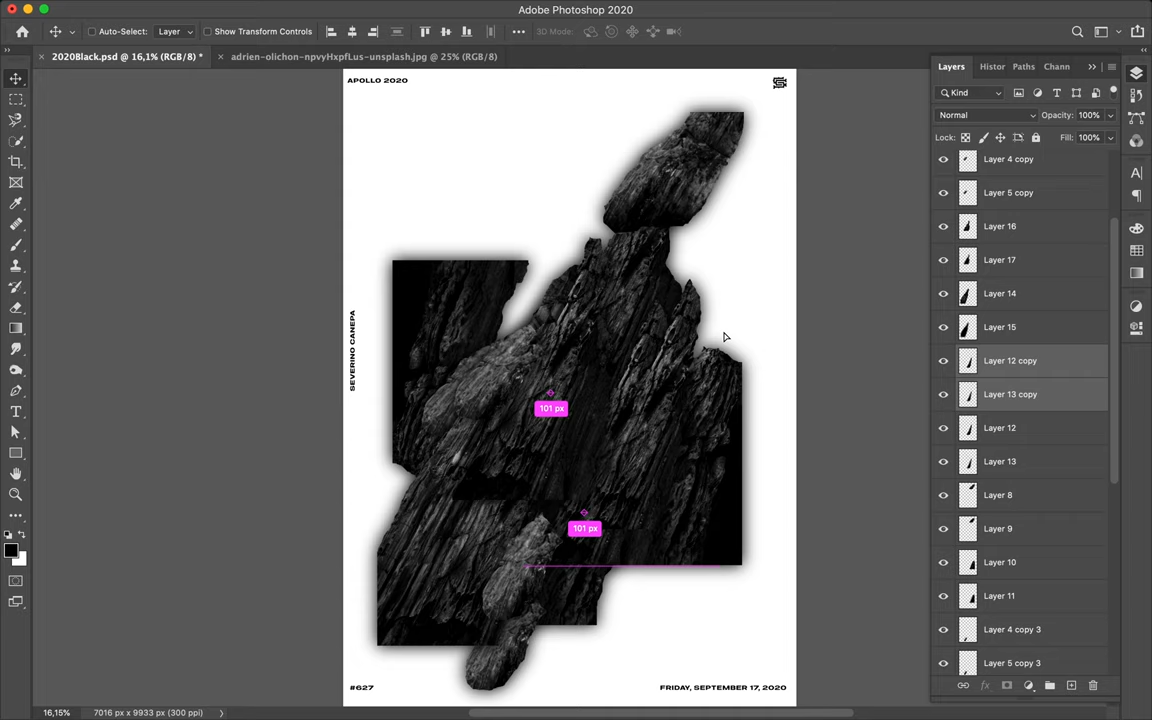 Adobe Photoshop 2020
Auto-Select: Layer Show Transform Controls 3D Mode:
2020Black.psd @ 16,1% (RGB/8) * adrien-olichon-npvyHxpfLus-unsplash.jpg @ 25% (RGB/8)
Layers Histor Paths Chann
Kind
Normal Opacity: 100%
Lock: Fill: 100%
Layer 4 copy
Layer 5 copy
Layer 16
Layer 17
Layer 14
Layer 15
Layer 12 copy
Layer 13 copy
Layer 12
Layer 13
Layer 8
Layer 9
Layer 10
Layer 11
Layer 4 copy 3
Layer 5 copy 3
APOLLO 2020
SEVERINO CANEPA
101 px
101 px
#627 FRIDAY, SEPTEMBER 17, 2020
16,15% 7016 px x 9933 px (300 ppi)